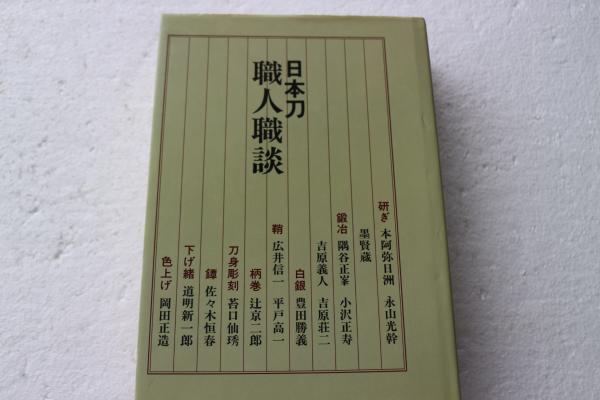 日本刀
職人職談
研ぎ 本阿弥日洲 永山光幹
墨賢蔵
鍛冶 隅谷正峯 小沢正寿
吉原義人 吉原荘二
白銀 豊田勝義
鞘 広井信一 平戸高一
柄巻 辻京二郎
刀身彫刻 苔口仙琇
鐔 佐々木恒春
下げ緒 道明新一郎
色上げ 岡田正造